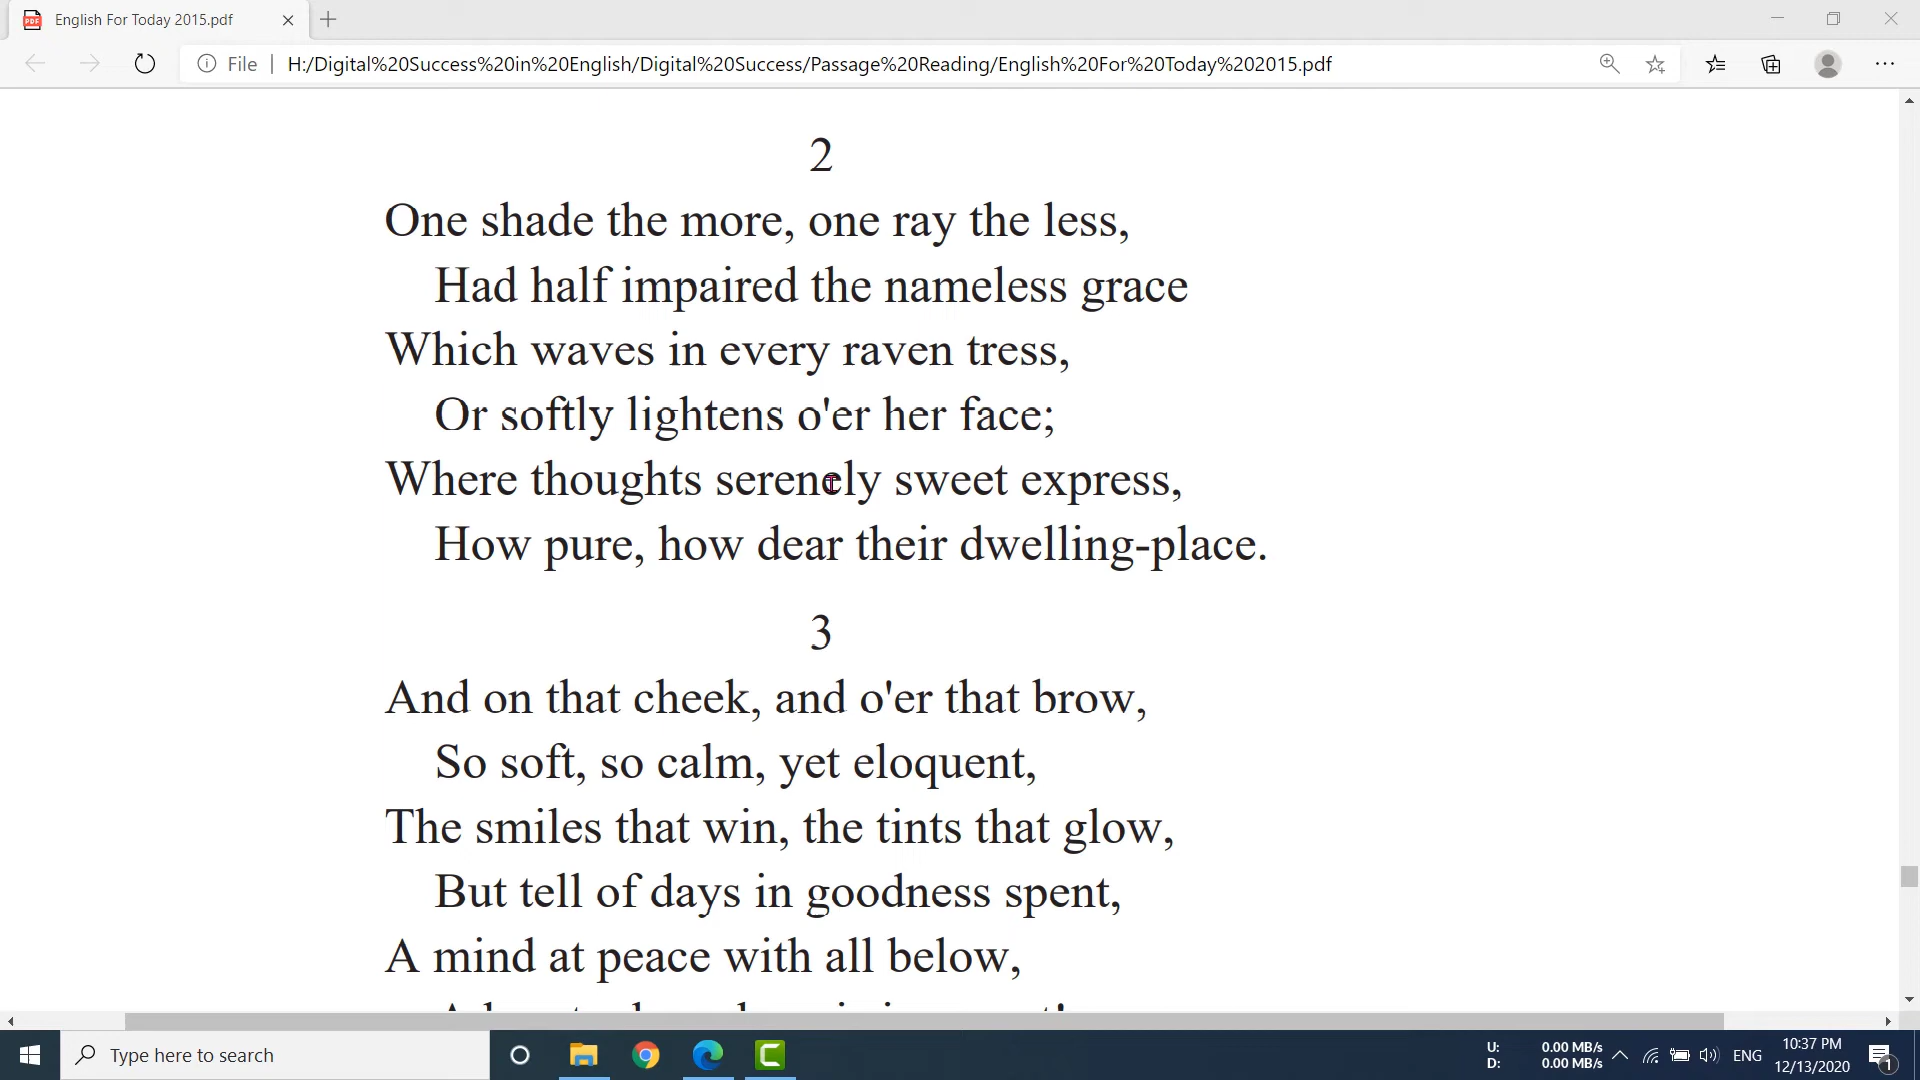 English For Today 2015.pdf
File
H:/Digital%20Success%20in%20English/Digital%20Success/Passage%20Reading/English%20For%20Today%202015.pdf
2
One shade the more, one ray the less,
Had half impaired the nameless grace
Which waves in every raven tress,
Or softly lightens o'er her face;
Where thoughts serenely sweet express,
How pure, how dear their dwelling-place.
3
And on that cheek, and o'er that brow,
So soft, so calm, yet eloquent,
The smiles that win, the tints that glow,
But tell of days in goodness spent,
A mind at peace with all below,
Type here to search
U: 0.00 MB/s
D: 0.00 MB/s
ENG
10:37 PM
12/13/2020
1